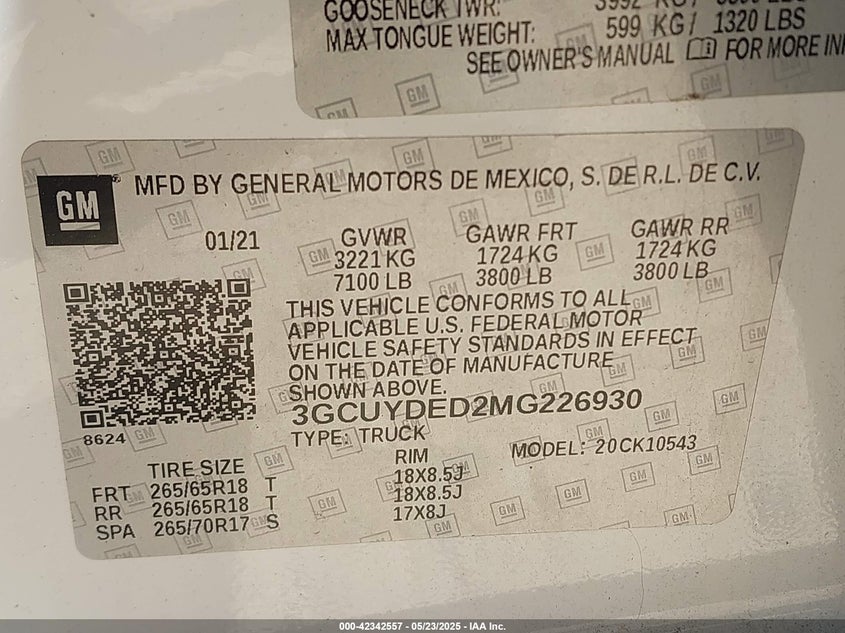 GOOSENECK TWR: 3992 KG/ LBS
MAX TONGUE WEIGHT: 599 KG/ 1320 LBS
SEE OWNER'S MANUAL FOR MORE
GM
MFD BY GENERAL MOTORS DE MEXICO, S. DE R.L. DE C.V.
01/21 GVWR GAWR FRT GAWR RR
3221 KG 1724 KG 1724 KG
7100 LB 3800 LB 3800 LB
THIS VEHICLE CONFORMS TO ALL
APPLICABLE U.S. FEDERAL MOTOR
VEHICLE SAFETY STANDARDS IN EFFECT
ON THE DATE OF MANUFACTURE
SHOWN ABOVE.
3GCUYDED2MG226930
8624
TYPE: TRUCK MODEL: 20CK10543
TIRE SIZE RIM
FRT 265/65R18 T 18X8.5J
RR 265/65R18 T 18X8.5J
SPA 265/70R17 S 17X8J
000-42342557 - 05/23/2025 - IAA Inc.